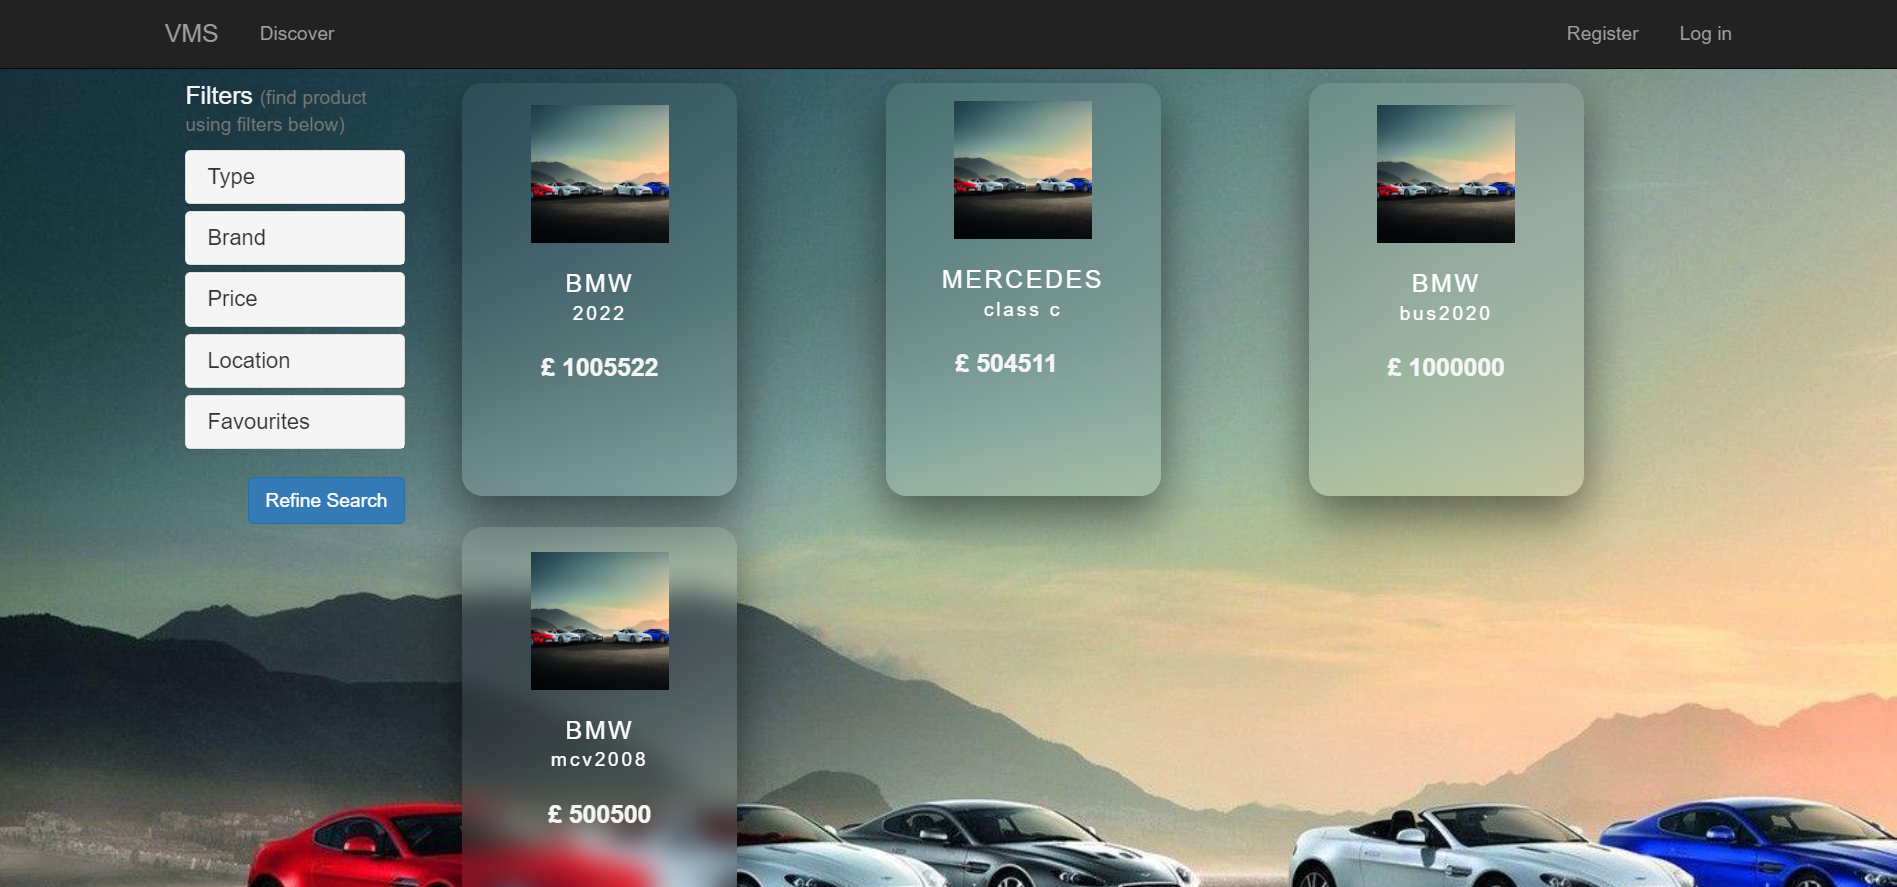 VMS
Discover
Register
Log in
Filters (find product
using filters below)
Type
Brand
Price
Location
Favourites
Refine Search
BMW
2022
£ 1005522
MERCEDES
class c
£ 504511
BMW
bus2020
£ 1000000
BMW
mcv2008
£ 500500